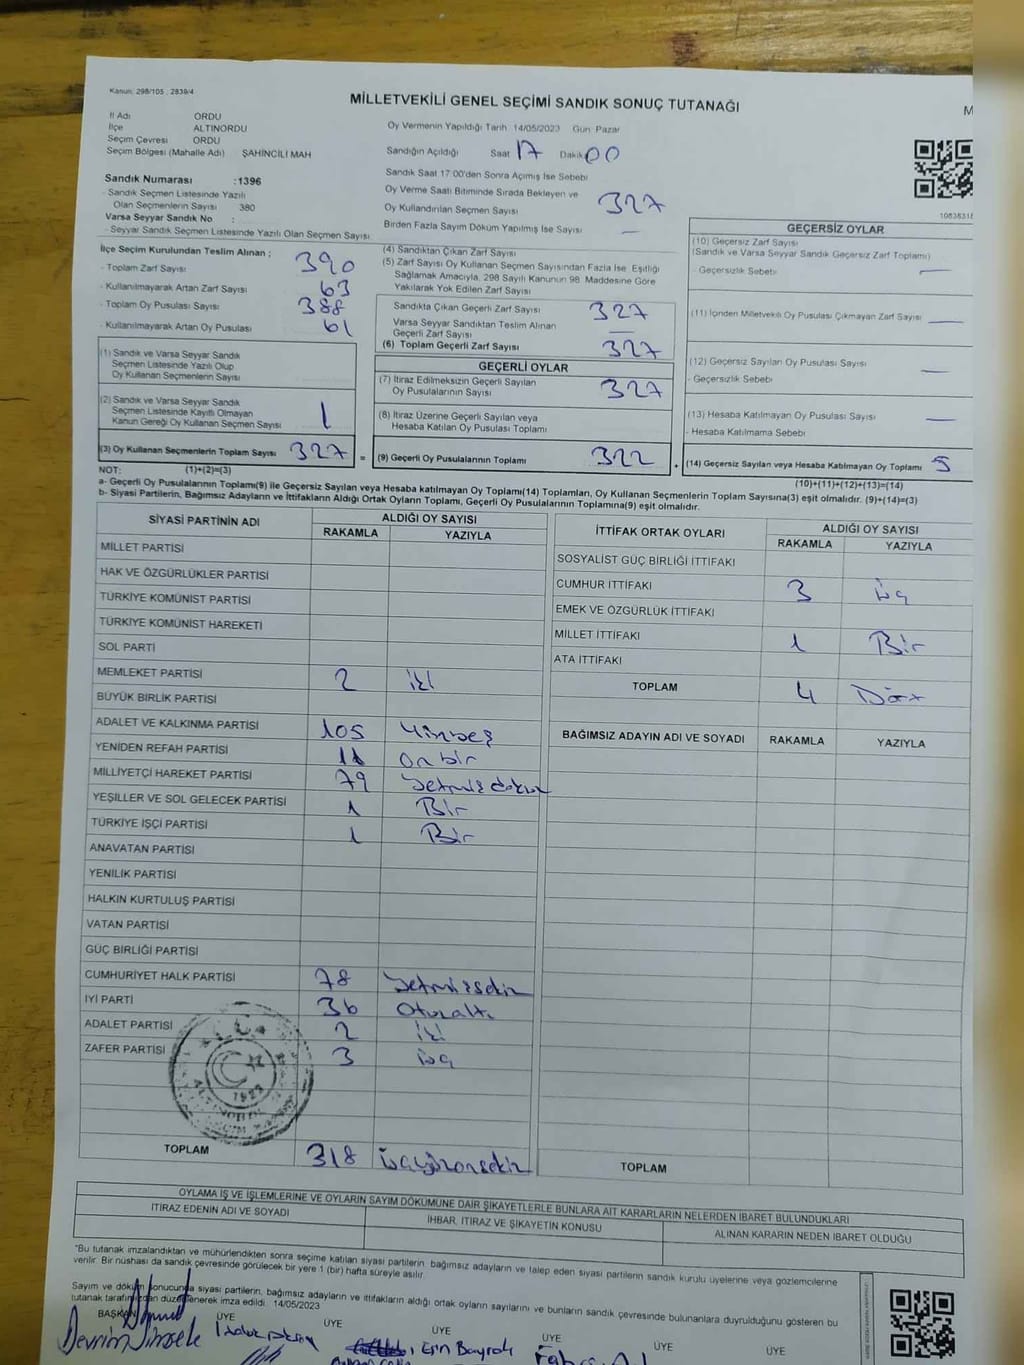 Kanun: 298/105 ; 2839/4
MİLLETVEKİLİ GENEL SEÇİMİ SANDIK SONUÇ TUTANAĞI
İl Adı ORDU
İlçe ALTINORDU
Seçim Çevresi ORDU
Seçim Bölgesi (Mahalle Adı) ŞAHİNCİLİ MAH
Sandık Numarası :1396
- Sandık Seçmen Listesinde Yazılı
Olan Seçmen Sayısı 380
Varsa Seyyar Sandık No :
- Seyyar Sandık Seçmen Listesinde Yazılı Olan Seçmen Sayısı
Oy Vermenin Yapıldığı Tarih 14/05/2023 Gün Pazar
Sandığın Açıldığı Saat 17 Dakik 00
Sandık Saat 17:00'den Sonra Açımış İse Sebebi
Oy Verme Saati Bitiminde Sırada Bekleyen ve
Oy Kullandırılan Seçmen Sayısı 327
Birden Fazla Sayım Döküm Yapılmış İse Sayısı —
M
10838318
İlçe Seçim Kurulundan Teslim Alınan ;
- Toplam Zarf Sayısı 390
- Kullanılmayarak Artan Zarf Sayısı 63
- Toplam Oy Pusulası Sayısı 388
- Kullanılmayarak Artan Oy Pusulası 61
(1) Sandık ve Varsa Seyyar Sandık
Seçmen Listesinde Yazılı Olup
Oy Kullanan Seçmenlerin Sayısı
(2) Sandık ve Varsa Seyyar Sandık
Seçmen Listesinde Kayıtlı Olmayan
Kanun Gereği Oy Kullanan Seçmen Sayısı 1
(3) Oy Kullanan Seçmenlerin Toplam Sayısı 327 =
(4) Sandıktan Çıkan Zarf Sayısı
(5) Zarf Sayısı Oy Kullanan Seçmen Sayısından Fazla İse Eşitliği
Sağlamak Amacıyla, 298 Sayılı Kanunun 98. Maddesine Göre
Yakılarak Yok Edilen Zarf Sayısı
Sandıkta Çıkan Geçerli Zarf Sayısı 327
Varsa Seyyar Sandıktan Teslim Alınan
Geçerli Zarf Sayısı —
(6) Toplam Geçerli Zarf Sayısı 327
GEÇERLİ OYLAR
(7) İtiraz Edilmeksizin Geçerli Sayılan
Oy Pusulalarının Sayısı 327
(8) İtiraz Üzerine Geçerli Sayılan veya
Hesaba Katılan Oy Pusulası Toplamı
(9) Geçerli Oy Pusulalarının Toplamı 322 +
GEÇERSİZ OYLAR
(10) Geçersiz Zarf Sayısı
(Sandık ve Varsa Seyyar Sandık Geçersiz Zarf Toplamı)
- Geçersizlik Sebebi —
(11) İçinden Milletvekili Oy Pusulası Çıkmayan Zarf Sayısı —
(12) Geçersiz Sayılan Oy Pusulası Sayısı —
- Geçersizlik Sebebi
(13) Hesaba Katılmayan Oy Pusulası Sayısı —
- Hesaba Katılmama Sebebi
(14) Geçersiz Sayılan veya Hesaba Katılmayan Oy Toplamı 5
NOT: (1)+(2)=(3) (10)+(11)+(12)+(13)=(14)
a- Geçerli Oy Pusulalarının Toplamı(9) ile Geçersiz Sayılan veya Hesaba katılmayan Oy Toplamı(14) Toplamları, Oy Kullanan Seçmenlerin Toplam Sayısına(3) eşit olmalıdır. (9)+(14)=(3)
b- Siyasi Partilerin, Bağımsız Adayların ve İttifakların Aldığı Ortak Oyların Toplamı, Geçerli Oy Pusulalarının Toplamına(9) eşit olmalıdır.
SİYASİ PARTİNİN ADI ALDIĞI OY SAYISI
RAKAMLA YAZIYLA
MİLLET PARTİSİ
HAK VE ÖZGÜRLÜKLER PARTİSİ
TÜRKİYE KOMÜNİST PARTİSİ
TÜRKİYE KOMÜNİST HAREKETİ
SOL PARTİ
MEMLEKET PARTİSİ 2 iki
BÜYÜK BİRLİK PARTİSİ
ADALET VE KALKINMA PARTİSİ 105 Yüzbeş
YENİDEN REFAH PARTİSİ 11 on bir
MİLLİYETÇİ HAREKET PARTİSİ 79 yetmiş dokuz
YEŞİLLER VE SOL GELECEK PARTİSİ 1 Bir
TÜRKİYE İŞÇİ PARTİSİ 1 Bir
ANAVATAN PARTİSİ
YENİLİK PARTİSİ
HALKIN KURTULUŞ PARTİSİ
VATAN PARTİSİ
GÜÇ BİRLİĞİ PARTİSİ
CUMHURİYET HALK PARTİSİ 78 yetmişsekiz
İYİ PARTİ 36 Otuzaltı
ADALET PARTİSİ 2 iki
ZAFER PARTİSİ 3 üç
1923
TOPLAM 318 üçyüzonsekiz
İTTİFAK ORTAK OYLARI ALDIĞI OY SAYISI
RAKAMLA YAZIYLA
SOSYALİST GÜÇ BİRLİĞİ İTTİFAKI
CUMHUR İTTİFAKI 3 üç
EMEK VE ÖZGÜRLÜK İTTİFAKI
MİLLET İTTİFAKI 1 Bir
ATA İTTİFAKI
TOPLAM 4 Dört
BAĞIMSIZ ADAYIN ADI VE SOYADI RAKAMLA YAZIYLA
TOPLAM
OYLAMA İŞ VE İŞLEMLERİNE VE OYLARIN SAYIM DÖKÜMÜNE DAİR ŞİKAYETLERLE BUNLARA AİT KARARLARIN NELERDEN İBARET BULUNDUKLARI
İTİRAZ EDENİN ADI VE SOYADI İHBAR, İTİRAZ VE ŞİKAYETİN KONUSU ALINAN KARARIN NEDEN İBARET OLDUĞU
"Bu tutanak imzalandıktan ve mühürlendikten sonra seçime katılan siyasi partilerin bağımsız adayların ve talep eden siyasi partilerin sandık kurulu üyelerine veya gözlemcilerine
verilir. Bir nüshası da sandık çevresinde görülecek bir yere 1 (bir) hafta süreyle asılır.
Sayım ve döküm sonucunda siyasi partilerin, bağımsız adayların ve ittifakların aldığı ortak oyların sayılarını ve bunların sandık çevresinde bulunanlara duyrulduğunu gösteren bu
tutanak tarafımızdan düzenlenerek imza edildi. 14/05/2023
BAŞKAN ÜYE ÜYE ÜYE ÜYE ÜYE ÜYE
Devrim